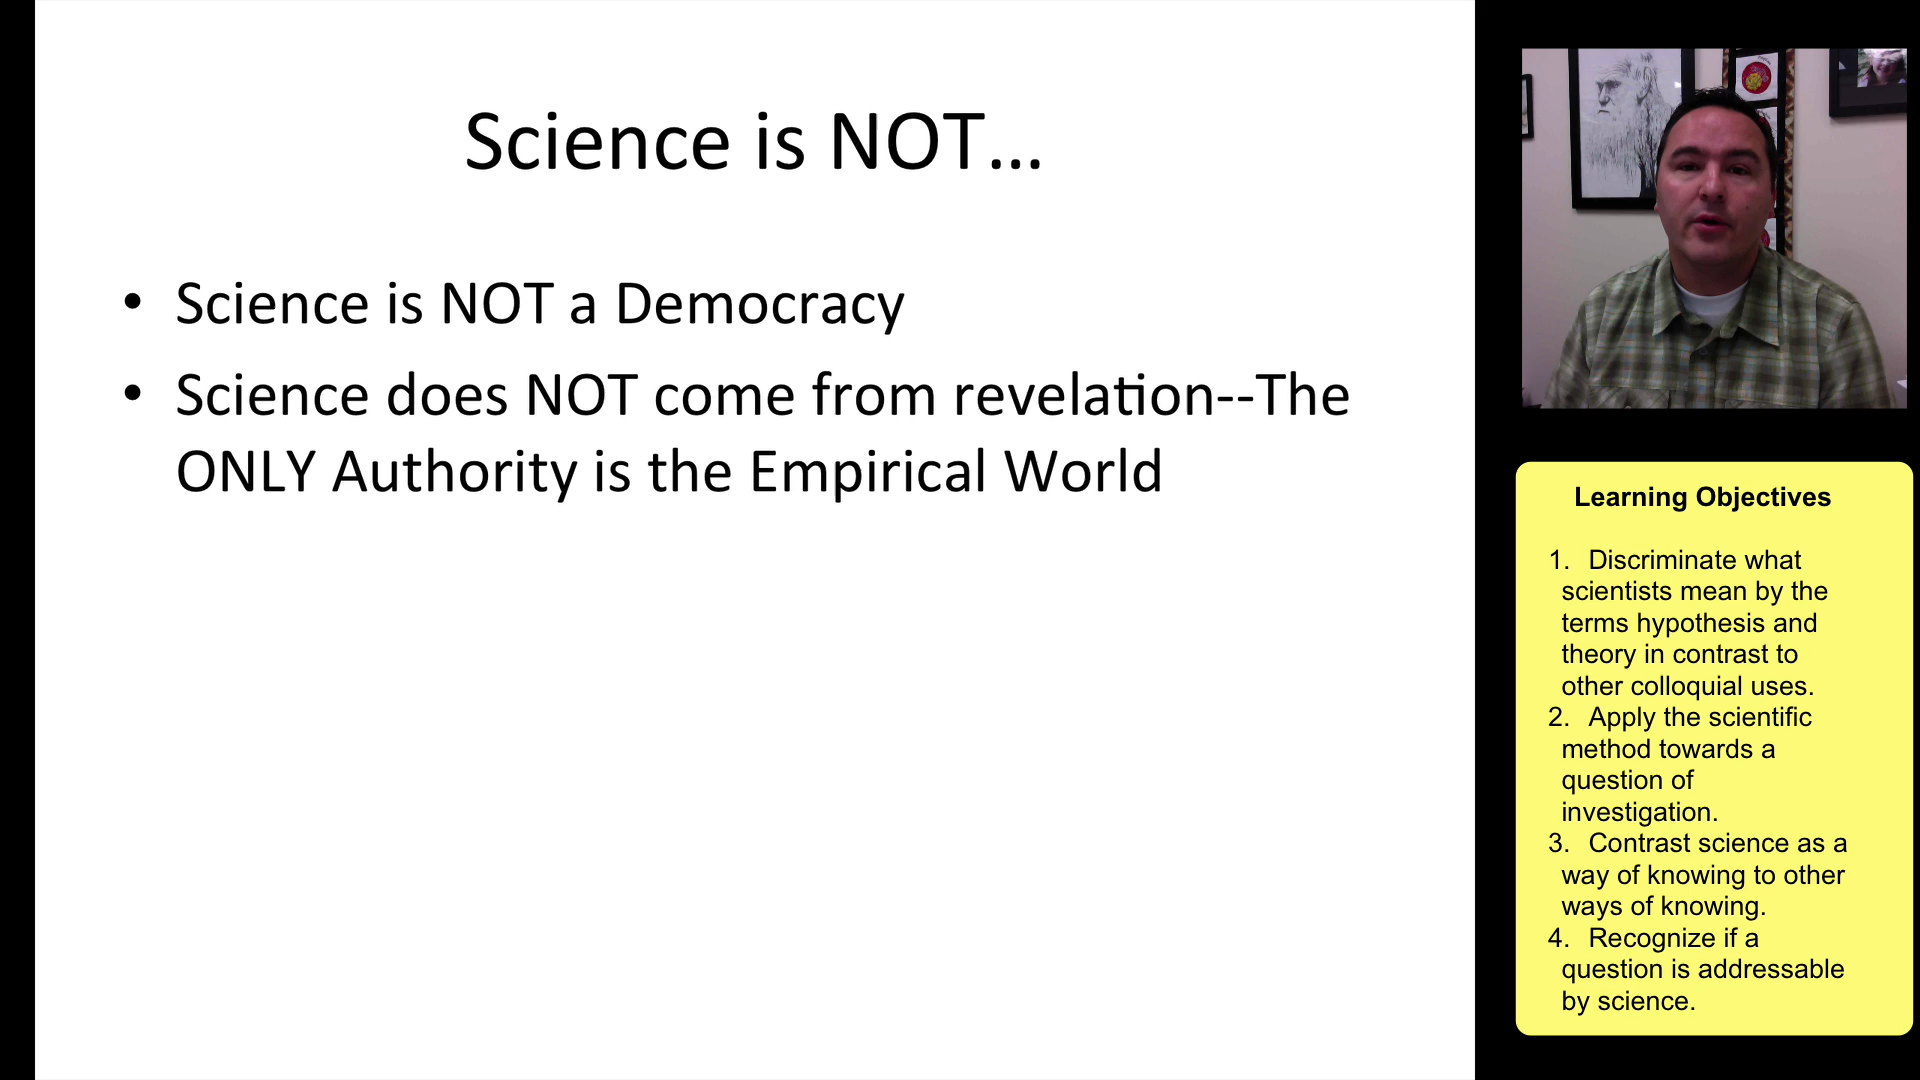 Science is NOT...
• Science is NOT a Democracy
• Science does NOT come from revelation--The
ONLY Authority is the Empirical World
Learning Objectives
1. Discriminate what
scientists mean by the
terms hypothesis and
theory in contrast to
other colloquial uses.
2. Apply the scientific
method towards a
question of
investigation.
3. Contrast science as a
way of knowing to other
ways of knowing.
4. Recognize if a
question is addressable
by science.